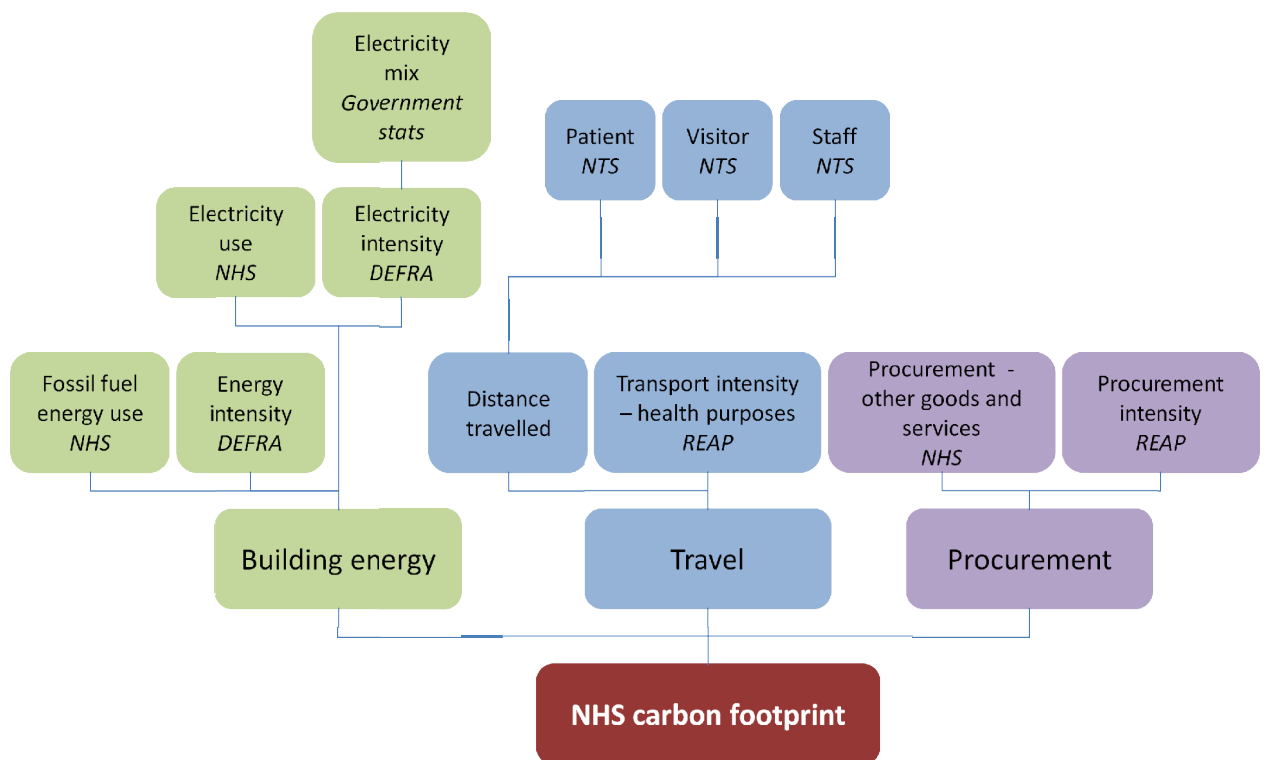 Electricity
mix
Government
stats
Patient
NTS
Visitor
NTS
Staff
NTS
Electricity
use
NHS
Electricity
intensity
DEFRA
Fossil fuel
energy use
NHS
Energy
intensity
DEFRA
Distance
travelled
Transport intensity
– health purposes
REAP
Procurement -
other goods and
services
NHS
Procurement
intensity
REAP
Building energy
Travel
Procurement
NHS carbon footprint